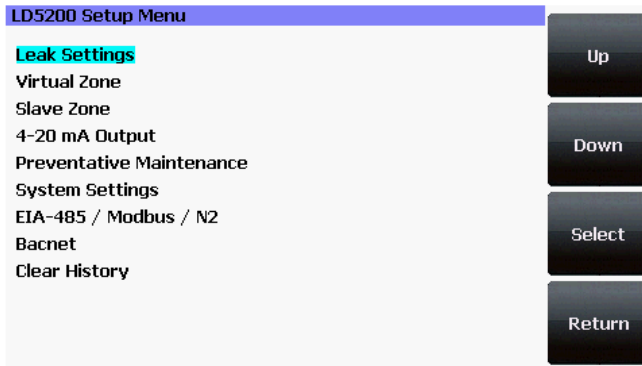 LD5200 Setup Menu
Leak Settings
Virtual Zone
Slave Zone
4-20 mA Output
Preventative Maintenance
System Settings
EIA-485 / Modbus / N2
Bacnet
Clear History
Up
Down
Select
Return